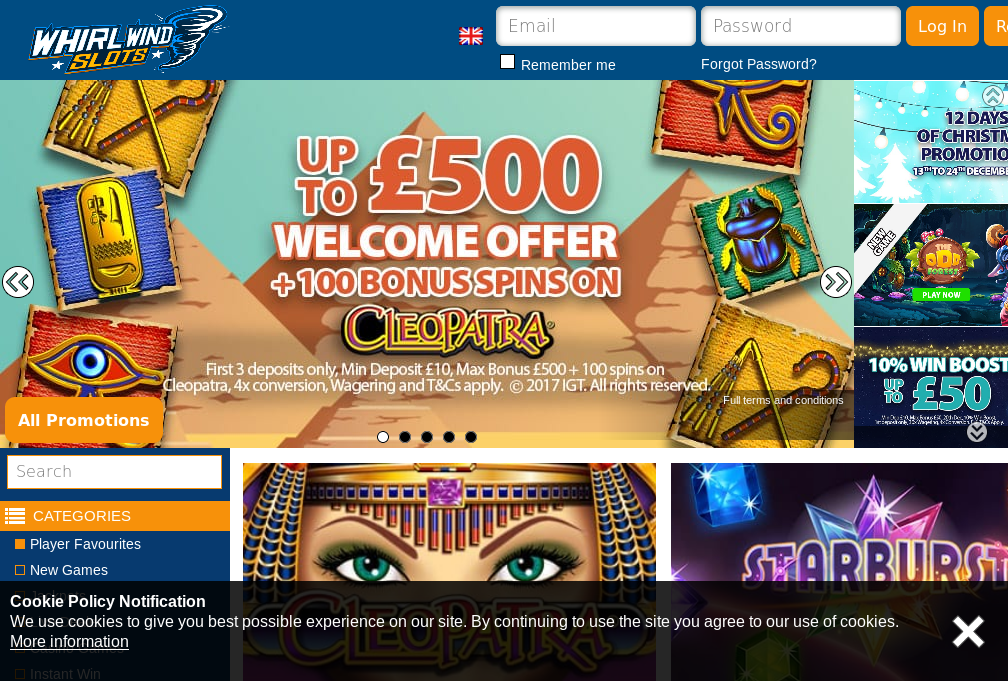 WHIRLWIND
SLOTS
Email
Password
Log In
Remember me
Forgot Password?
UP
TO £500
WELCOME OFFER
+ 100 BONUS SPINS ON
CLEOPATRA
First 3 deposits only, Min Deposit £10, Max Bonus £500 + 100 spins on
Cleopatra, 4x conversion, Wagering and T&Cs apply. © 2017 IGT. All rights reserved.
Full terms and conditions
All Promotions
12 DAYS
OF CHRISTM
PROMOTIO
13TH TO 24TH DECEMBE
NEW
GAME
THE
ODD
FOREST
PLAY NOW
10% WIN BOOST
UP
TO £50
Search
CATEGORIES
Player Favourites
New Games
CLEOPATRA
STARBURST
Cookie Policy Notification
We use cookies to give you best possible experience on our site. By continuing to use the site you agree to our use of cookies.
More information
Instant Win